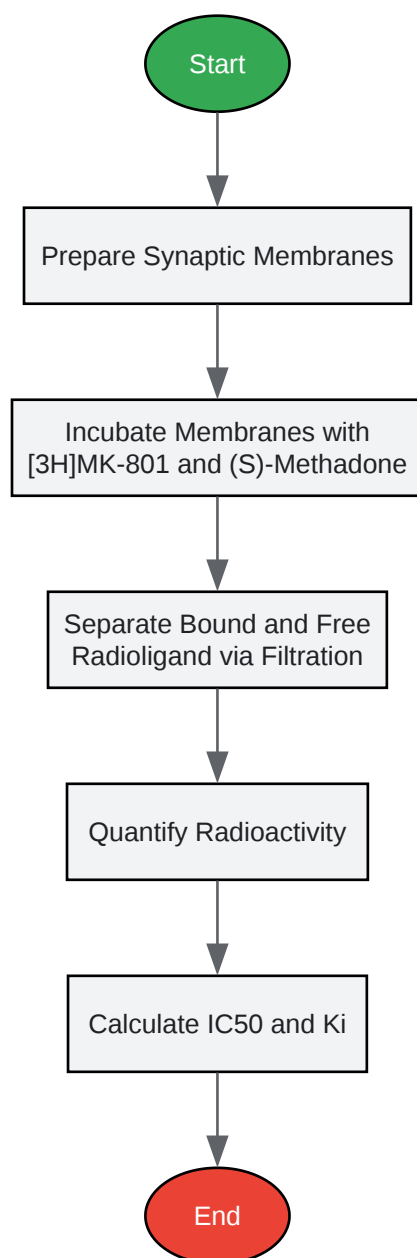 Start
Prepare Synaptic Membranes
Incubate Membranes with
[3H]MK-801 and (S)-Methadone
Separate Bound and Free
Radioligand via Filtration
Quantify Radioactivity
Calculate IC50 and Ki
End